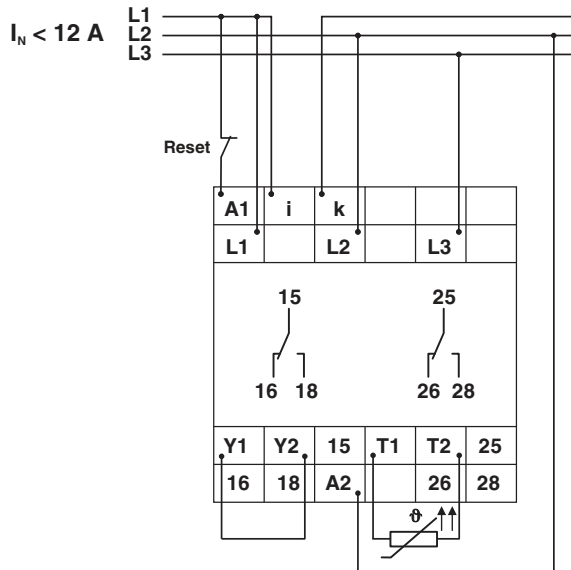 L1
I_N < 12 A L2
L3
Reset
A1 i k
L1 L2 L3
15 25
16 18 26 28
Y1 Y2 15 T1 T2 25
16 18 A2 26 28
ϑ